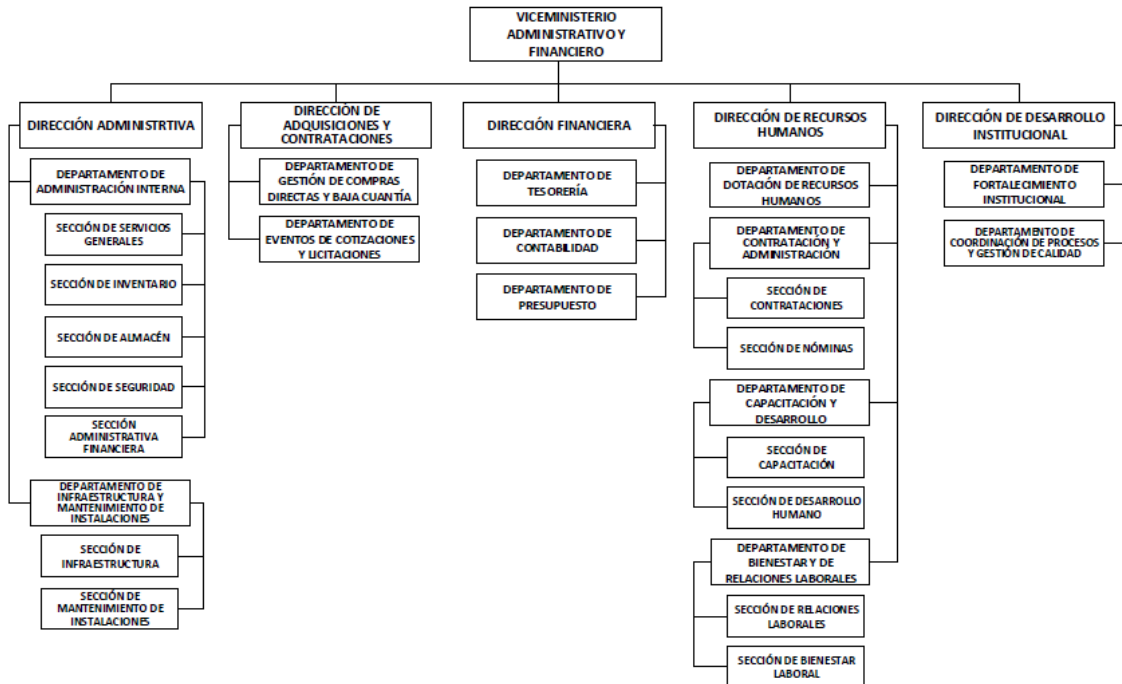 VICEMINISTERIO
ADMINISTRATIVO Y
FINANCIERO
DIRECCIÓN ADMINISTRTIVA
DEPARTAMENTO DE
ADMINISTRACIÓN INTERNA
SECCIÓN DE SERVICIOS
GENERALES
SECCIÓN DE INVENTARIO
SECCIÓN DE ALMACÉN
SECCIÓN DE SEGURIDAD
SECCIÓN
ADMINISTRATIVA
FINANCIERA
DEPARTAMENTO DE
INFRAESTRUCTURA Y
MANTENIMIENTO DE
INSTALACIONES
SECCIÓN DE
INFRAESTRUCTURA
SECCIÓN DE
MANTENIMIENTO DE
INSTALACIONES
DIRECCIÓN DE
ADQUISICIONES Y
CONTRATACIONES
DEPARTAMENTO DE
GESTIÓN DE COMPRAS
DIRECTAS Y BAJA CUANTÍA
DEPARTAMENTO DE
EVENTOS DE COTIZACIONES
Y LICITACIONES
DIRECCIÓN FINANCIERA
DEPARTAMENTO DE
TESORERÍA
DEPARTAMENTO DE
CONTABILIDAD
DEPARTAMENTO DE
PRESUPUESTO
DIRECCIÓN DE RECURSOS
HUMANOS
DEPARTAMENTO DE
DOTACIÓN DE RECURSOS
HUMANOS
DEPARTAMENTO DE
CONTRATACIÓN Y
ADMINISTRACIÓN
SECCIÓN DE
CONTRATACIONES
SECCIÓN DE NÓMINAS
DEPARTAMENTO DE
CAPACITACIÓN Y
DESARROLLO
SECCIÓN DE
CAPACITACIÓN
SECCIÓN DE DESARROLLO
HUMANO
DEPARTAMENTO DE
BIENESTAR Y DE
RELACIONES LABORALES
SECCIÓN DE RELACIONES
LABORALES
SECCIÓN DE BIENESTAR
LABORAL
DIRECCIÓN DE DESARROLLO
INSTITUCIONAL
DEPARTAMENTO DE
FORTALECIMIENTO
INSTITUCIONAL
DEPARTAMENTO DE
COORDINACIÓN DE PROCESOS
Y GESTIÓN DE CALIDAD